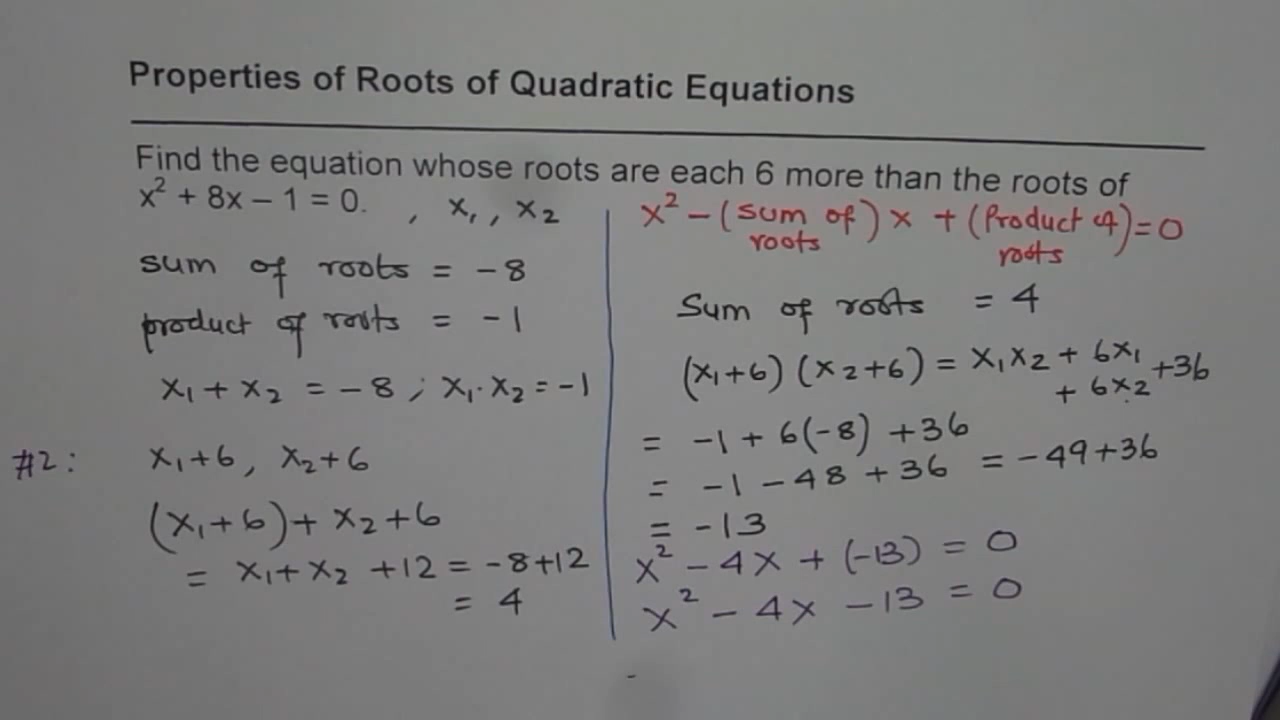 Properties of Roots of Quadratic Equations
Find the equation whose roots are each 6 more than the roots of
x² + 8x – 1 = 0. , x₁, x₂
sum of roots = -8
product of roots = -1
x₁ + x₂ = -8 ; x₁. x₂ = -1
#2: x₁+6, x₂+6
(x₁+6)+ x₂+6
= x₁+x₂ +12 = -8+12
= 4
x² - (sum of) x + (Product of) = 0
roots roots
Sum of roots = 4
(x₁+6) (x₂+6) = x₁x₂ + 6x₁ +36
+ 6x₂
= -1 + 6(-8) +36
= -1 - 48 + 36 = -49+36
= -13
x² - 4x + (-13) = 0
x² - 4x - 13 = 0